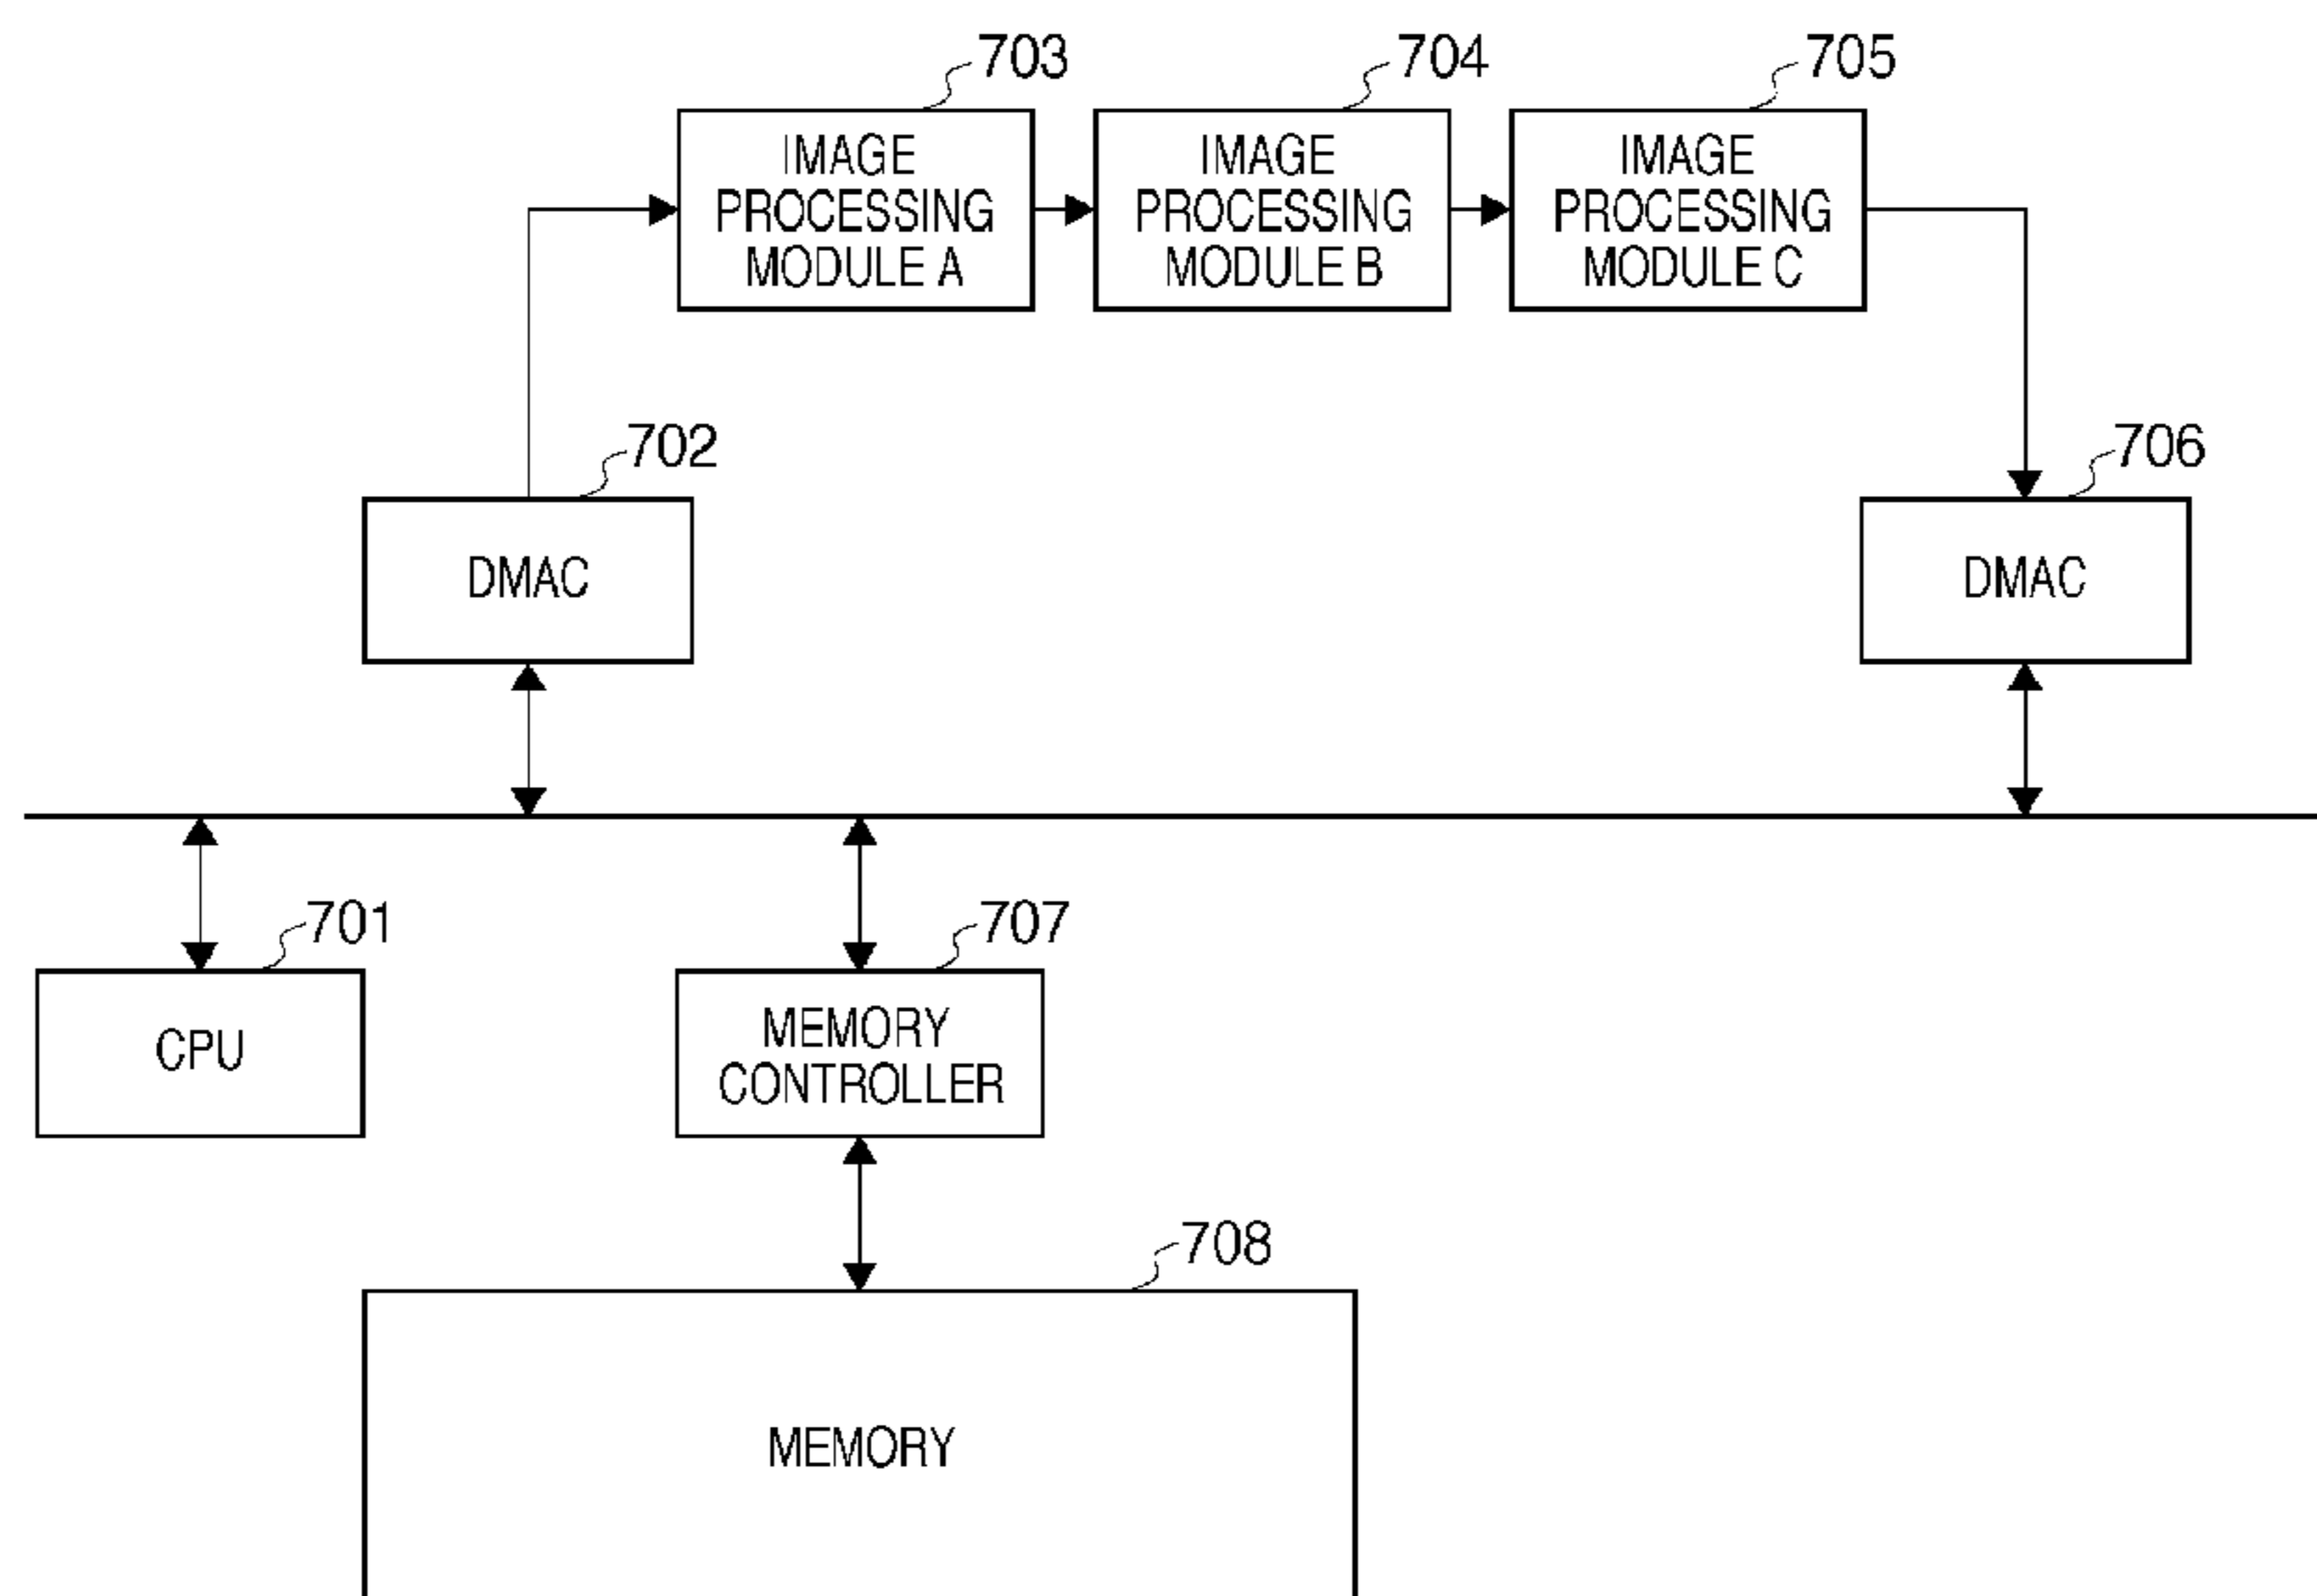 703
704
705
IMAGE
PROCESSING
MODULE A
IMAGE
PROCESSING
MODULE B
IMAGE
PROCESSING
MODULE C
702
706
DMAC
DMAC
701
707
CPU
MEMORY
CONTROLLER
708
MEMORY